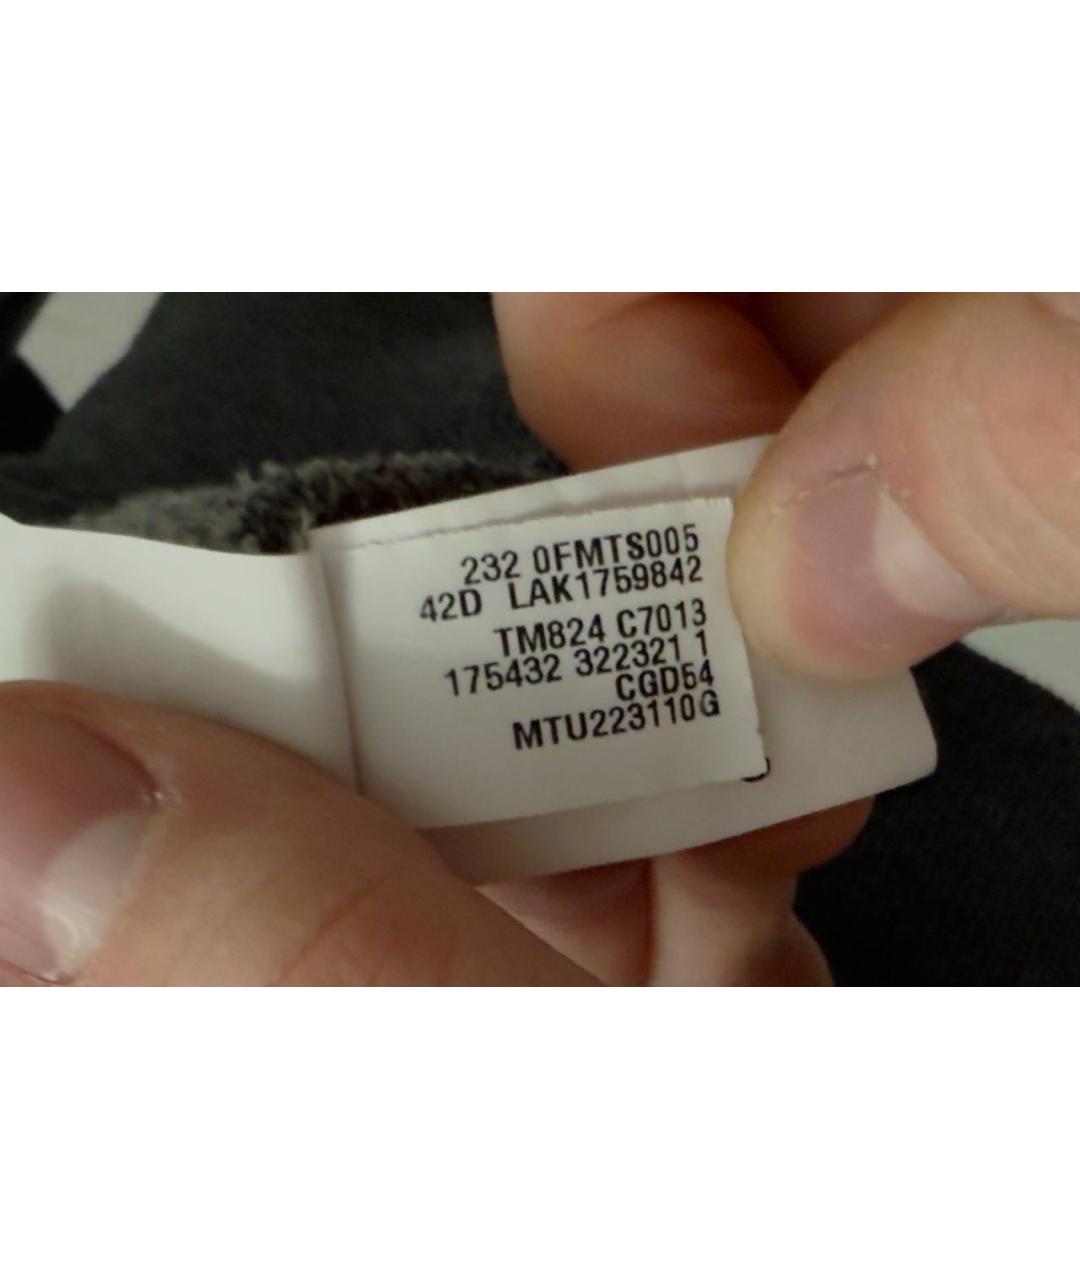 232 0FMTS005
42D LAK1759842
TM824 C7013
175432 322321 1
CGD54
MTU223110G